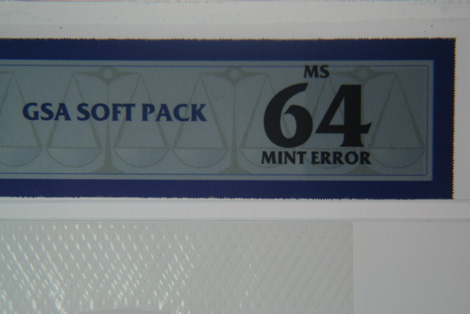 MS
GSA SOFT PACK 64
MINT ERROR